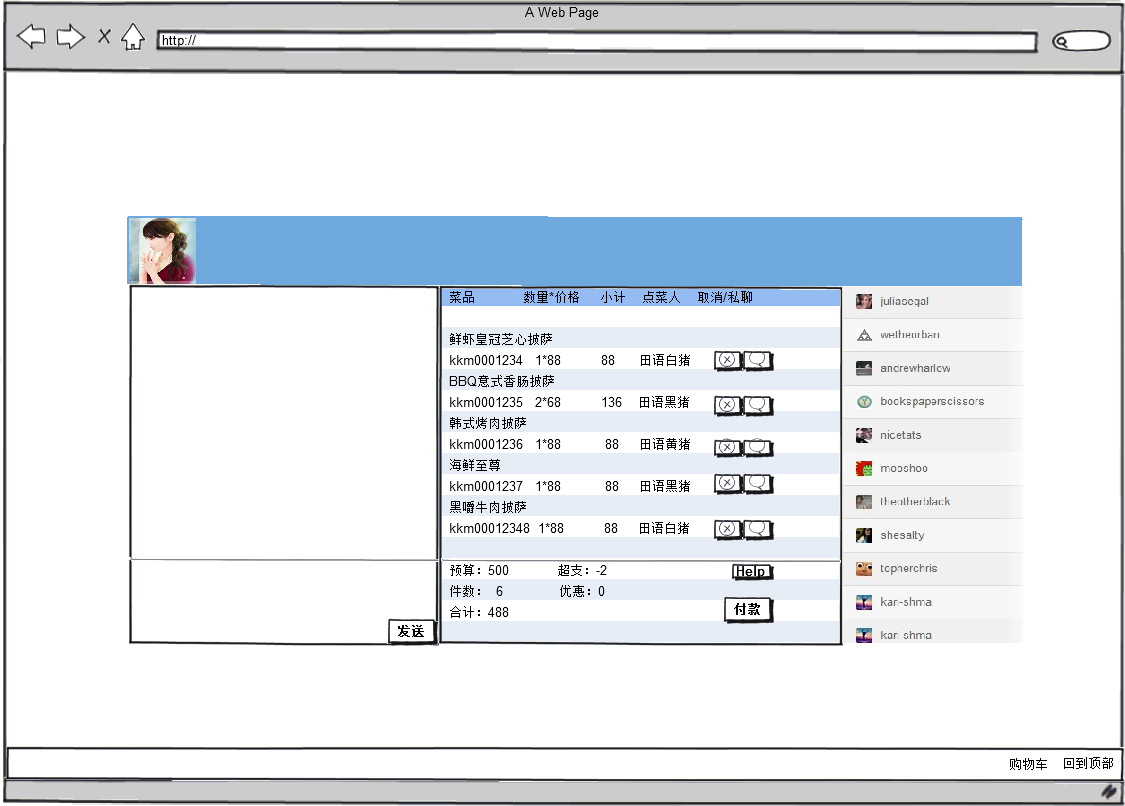 A Web Page
http://
菜品 数量*价格 小计 点菜人 取消/私聊
鲜虾皇冠芝心披萨
kkm0001234 1*88 88 田语白猪
BBQ意式香肠披萨
kkm0001235 2*68 136 田语黑猪
韩式烤肉披萨
kkm0001236 1*88 88 田语黄猪
海鲜至尊
kkm0001237 1*88 88 田语黑猪
黑嚼牛肉披萨
kkm00012348 1*88 88 田语白猪
预算：500 超支：-2 Help
件数： 6 优惠：0
合计：488 付款
发送
juliasegal
wetheurban
andrewharlow
bookspaperscissors
nicetats
mooshoo
theotherblack
shesalty
topherchris
kari-shma
kari-shma
购物车 回到顶部